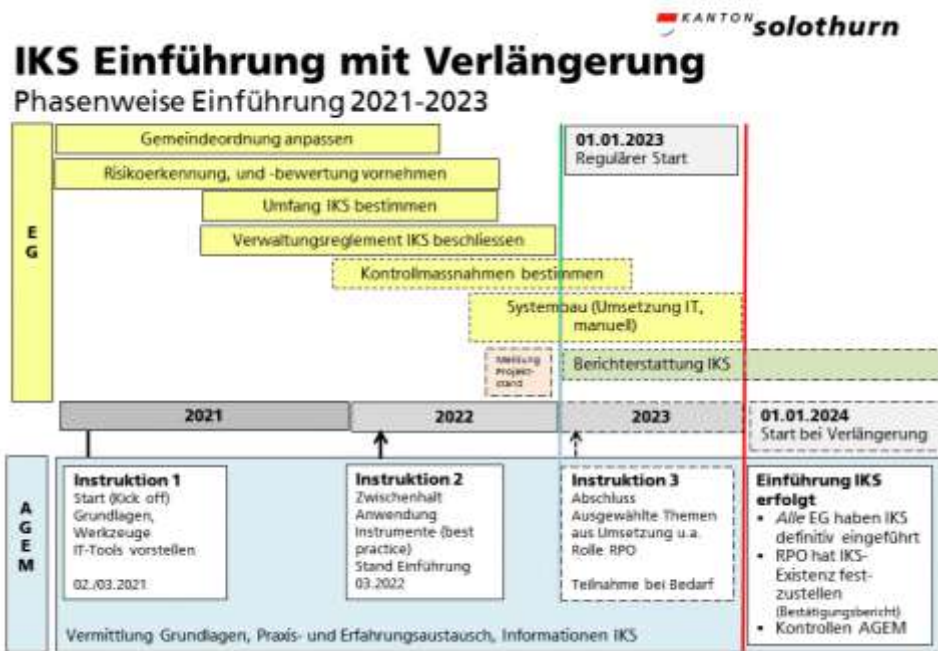 KANTON solothurn
IKS Einführung mit Verlängerung
Phasenweise Einführung 2021-2023
E
G
Gemeindeordnung anpassen
Risikoerkennung, und -bewertung vornehmen
Umfang IKS bestimmen
Verwaltungsreglement IKS beschliessen
Kontrollmassnahmen bestimmen
Systembau (Umsetzung IT,
manuell)
01.01.2023
Regulärer Start
Meldung
Projekt-
stand
Berichterstattung IKS
2021
2022
2023
01.01.2024
Start bei Verlängerung
A
G
E
M
Instruktion 1
Start (Kick off)
Grundlagen,
Werkzeuge
IT-Tools vorstellen
02./03.2021
Instruktion 2
Zwischenhalt
Anwendung
Instrumente (best
practice)
Stand Einführung
03.2022
Instruktion 3
Abschluss
Ausgewählte Themen
aus Umsetzung u.a.
Rolle RPO
Teilnahme bei Bedarf
Einführung IKS
erfolgt
• Alle EG haben IKS
definitiv eingeführt
• RPO hat IKS-
Existenz fest-
zustellen
(Bestätigungsbericht)
• Kontrollen AGEM
Vermittlung Grundlagen, Praxis- und Erfahrungsaustausch, Informationen IKS